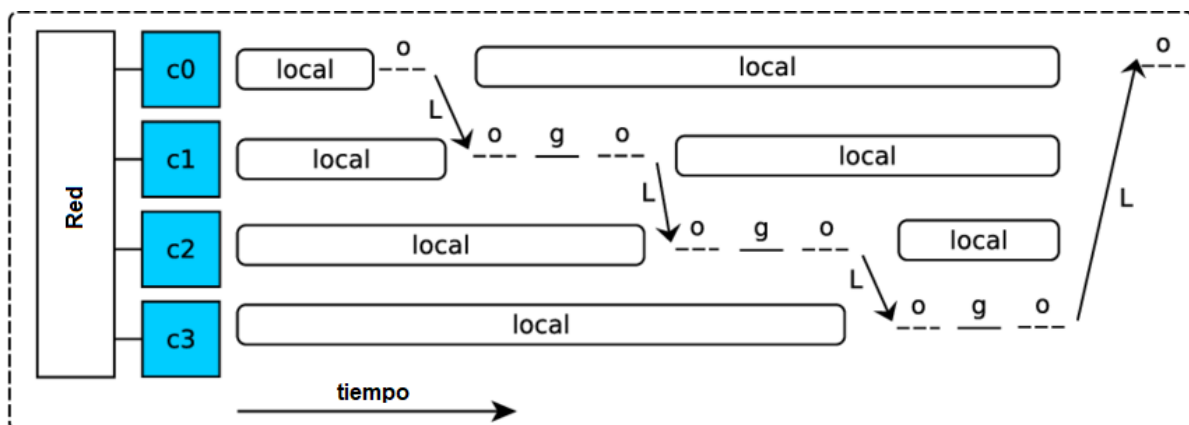 Red
c0 local o L local o
c1 local o g o L local L
c2 local o g o L local
c3 local o g o
tiempo